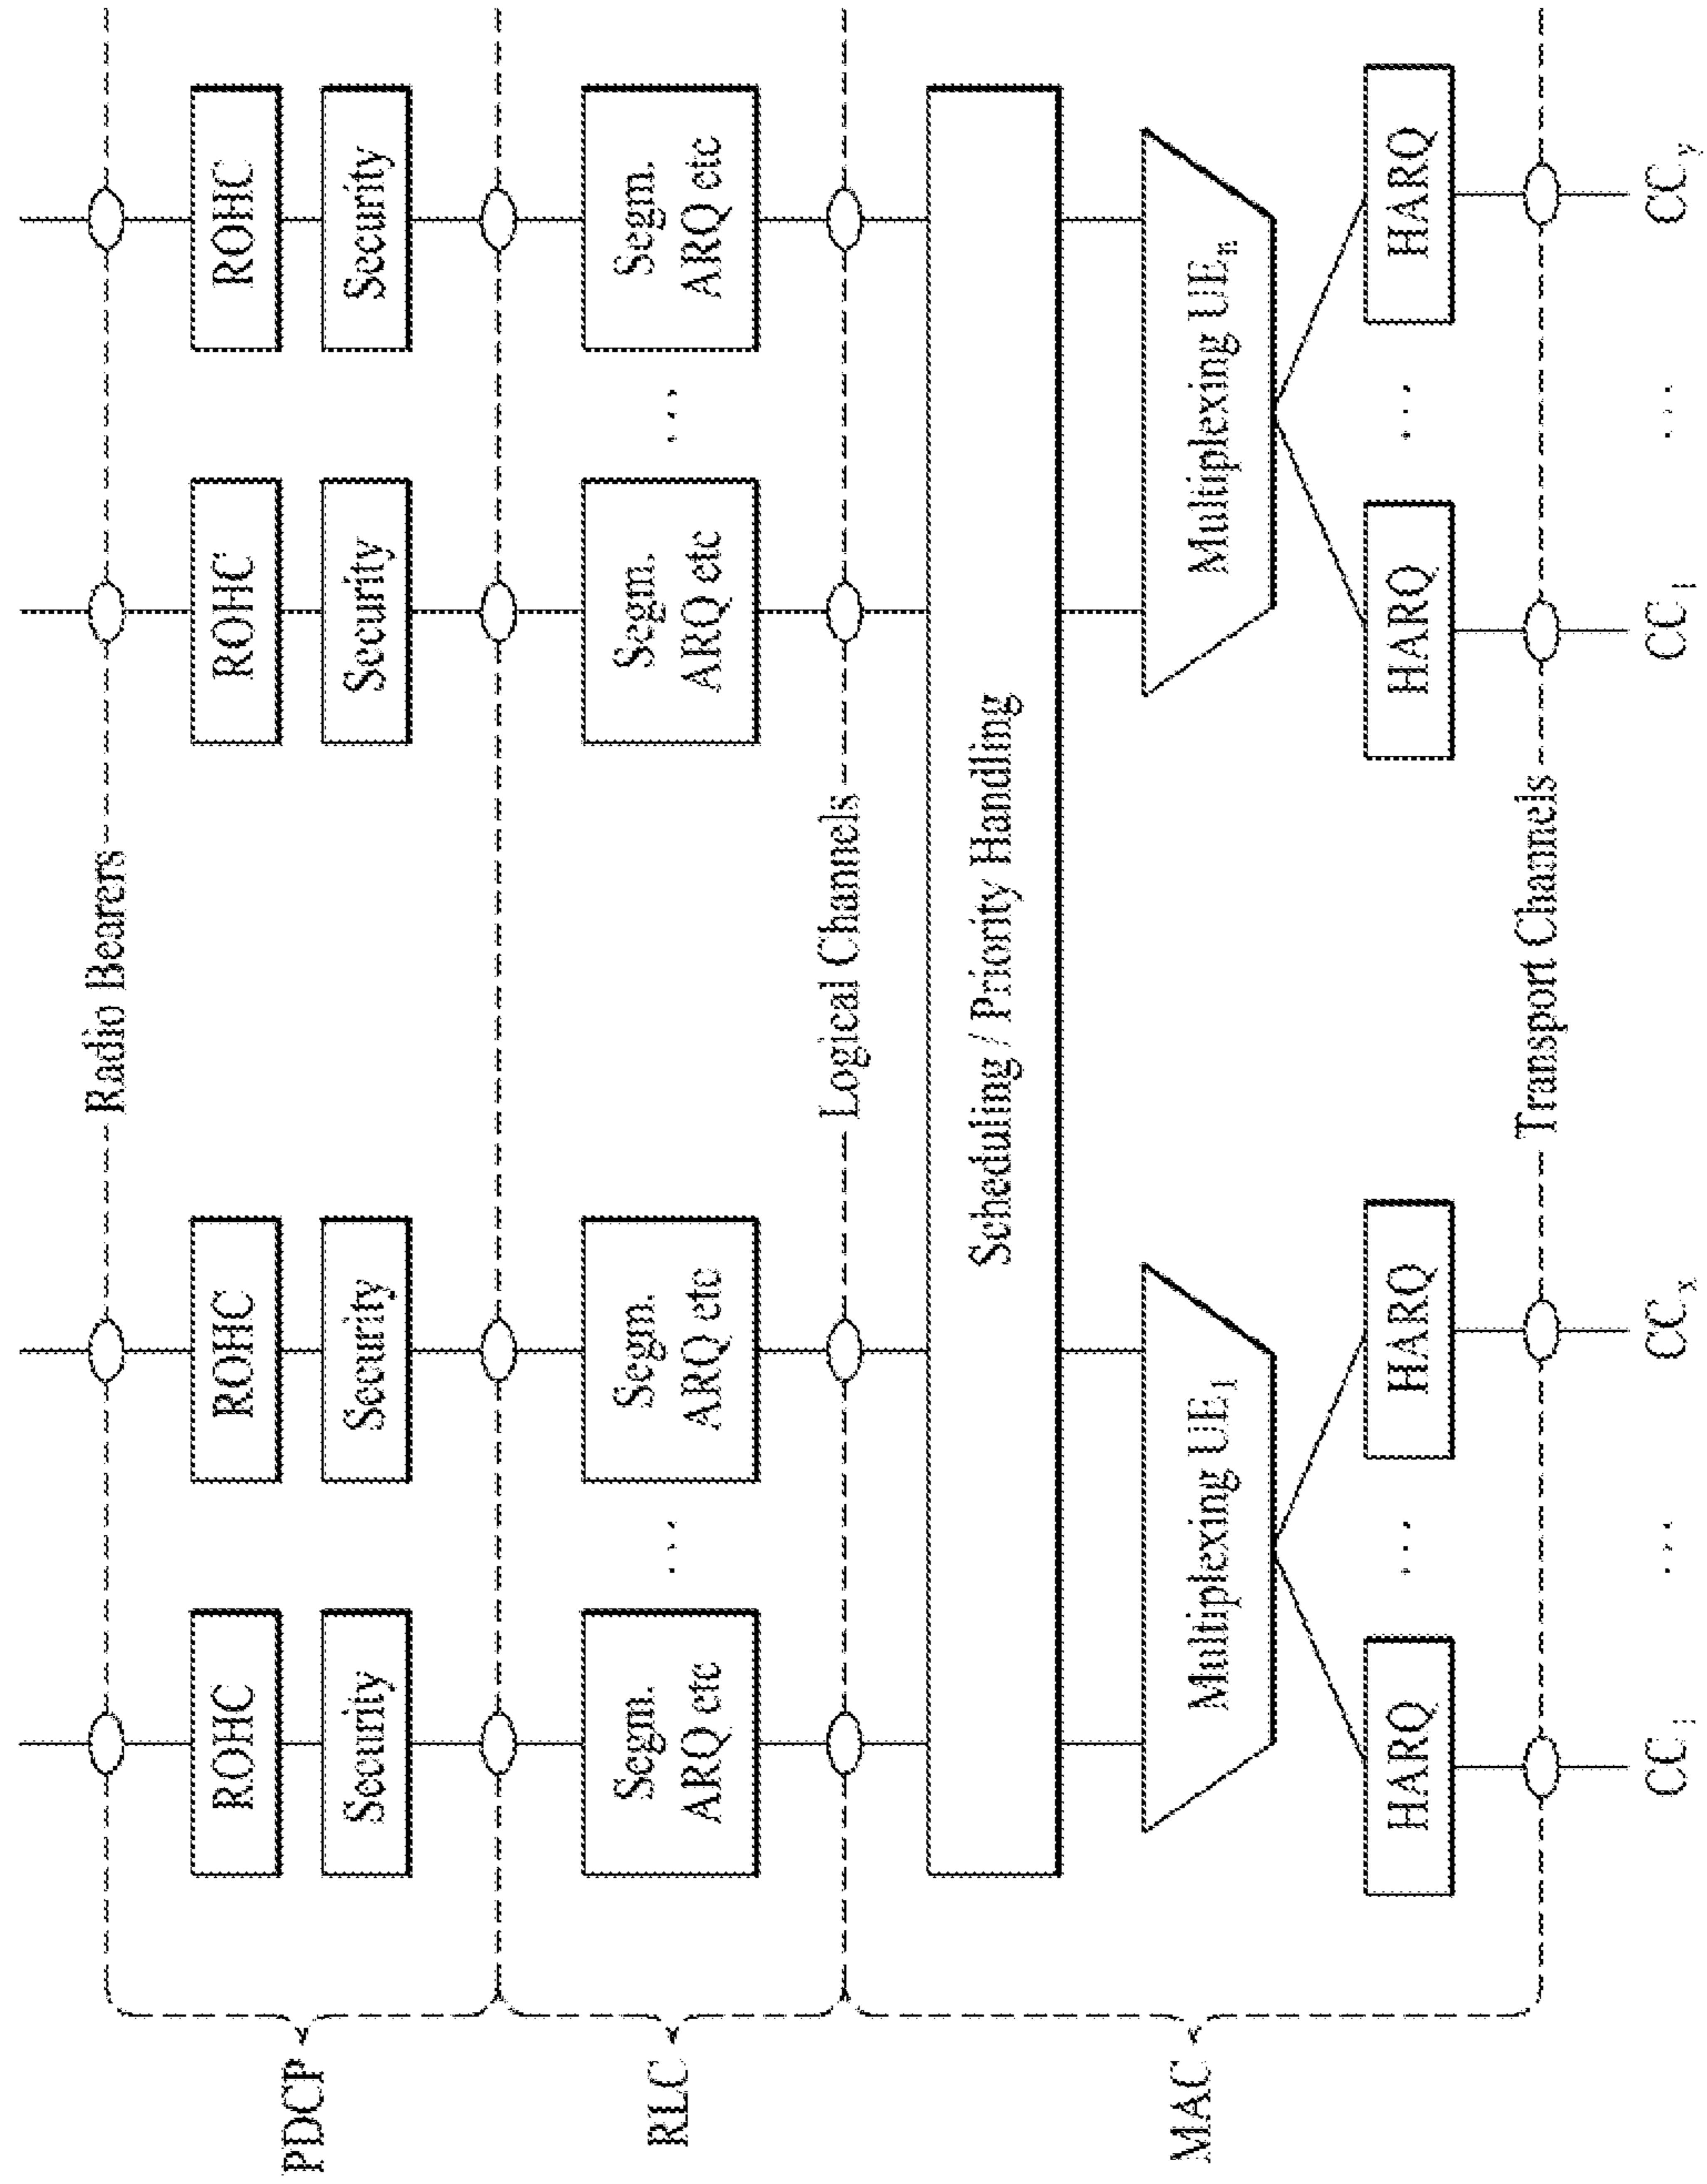 Radio Bearers
PDCP
ROHC
ROHC
ROHC
ROHC
Security
Security
Security
Security
RLC
Segm.
ARQ etc
...
Segm.
ARQ etc
Segm.
ARQ etc
...
Segm.
ARQ etc
Logical Channels
MAC
Scheduling / Priority Handling
Multiplexing UE₁
Multiplexing UEₙ
HARQ
...
HARQ
HARQ
...
HARQ
Transport Channels
CC₁
...
CCₓ
CC₁
...
CCᵧ